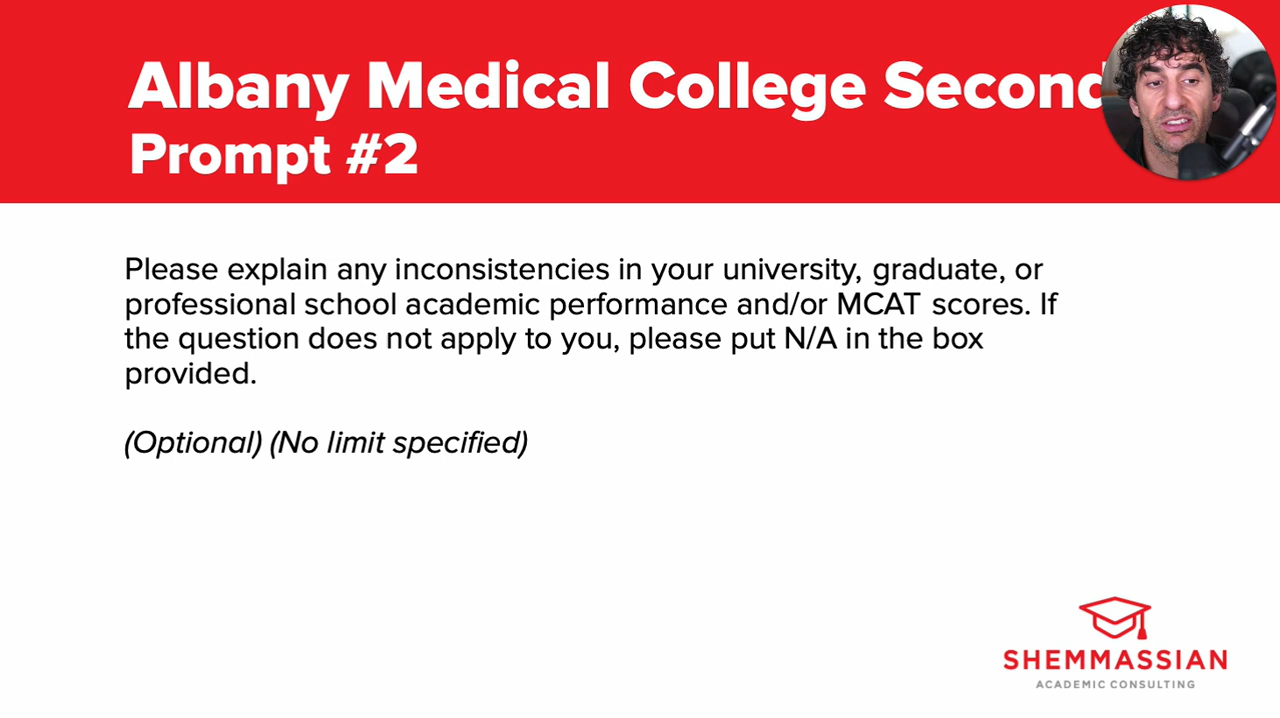 Albany Medical College Second
Prompt #2
Please explain any inconsistencies in your university, graduate, or
professional school academic performance and/or MCAT scores. If
the question does not apply to you, please put N/A in the box
provided.
(Optional) (No limit specified)
SHEMMASSIAN
ACADEMIC CONSULTING